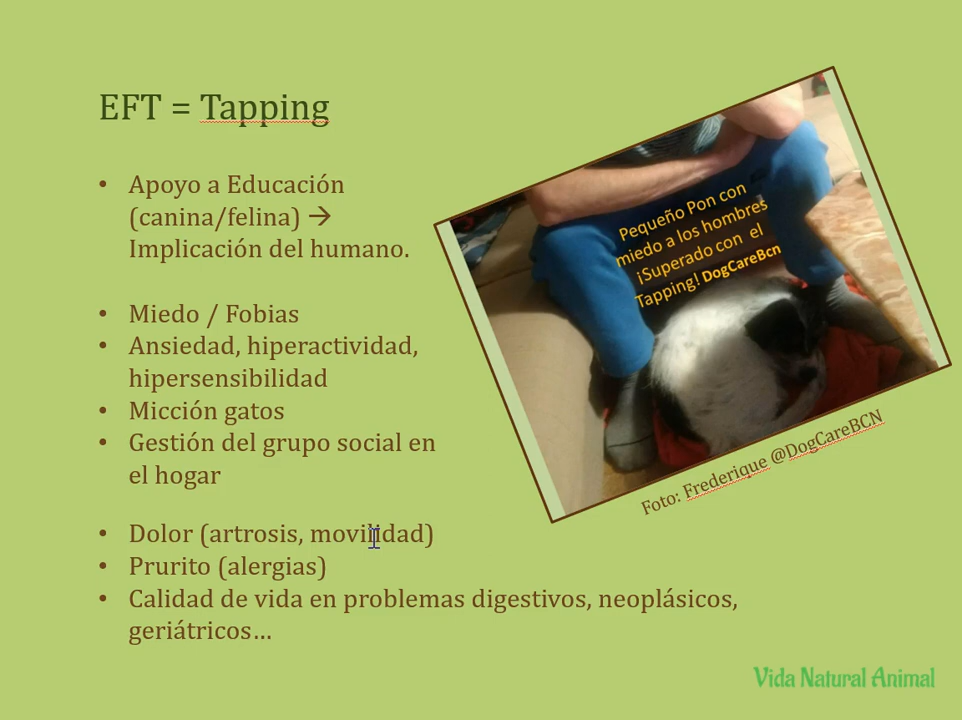 EFT = Tapping
• Apoyo a Educación
(canina/felina) →
Implicación del humano.
• Miedo / Fobias
• Ansiedad, hiperactividad,
hipersensibilidad
• Micción gatos
• Gestión del grupo social en
el hogar
• Dolor (artrosis, movilidad)
• Prurito (alergias)
• Calidad de vida en problemas digestivos, neoplásicos,
geriátricos…
Pequeño Pon con
miedo a los hombres
¡Superado con el
Tapping! DogCareBcn
Foto: Frederique @DogCareBCN
Vida Natural Animal